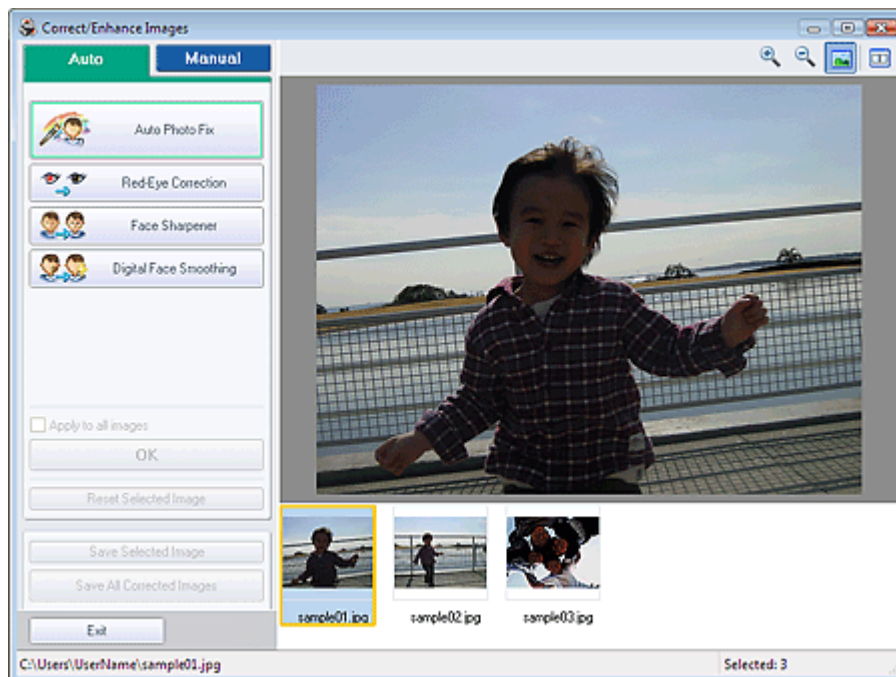 Correct/Enhance Images
Auto
Manual
Auto Photo Fix
Red-Eye Correction
Face Sharpener
Digital Face Smoothing
Apply to all images
OK
Reset Selected Image
Save Selected Image
Save All Corrected Images
Exit
sample01.jpg
sample02.jpg
sample03.jpg
C:\Users\UserName\sample01.jpg
Selected: 3